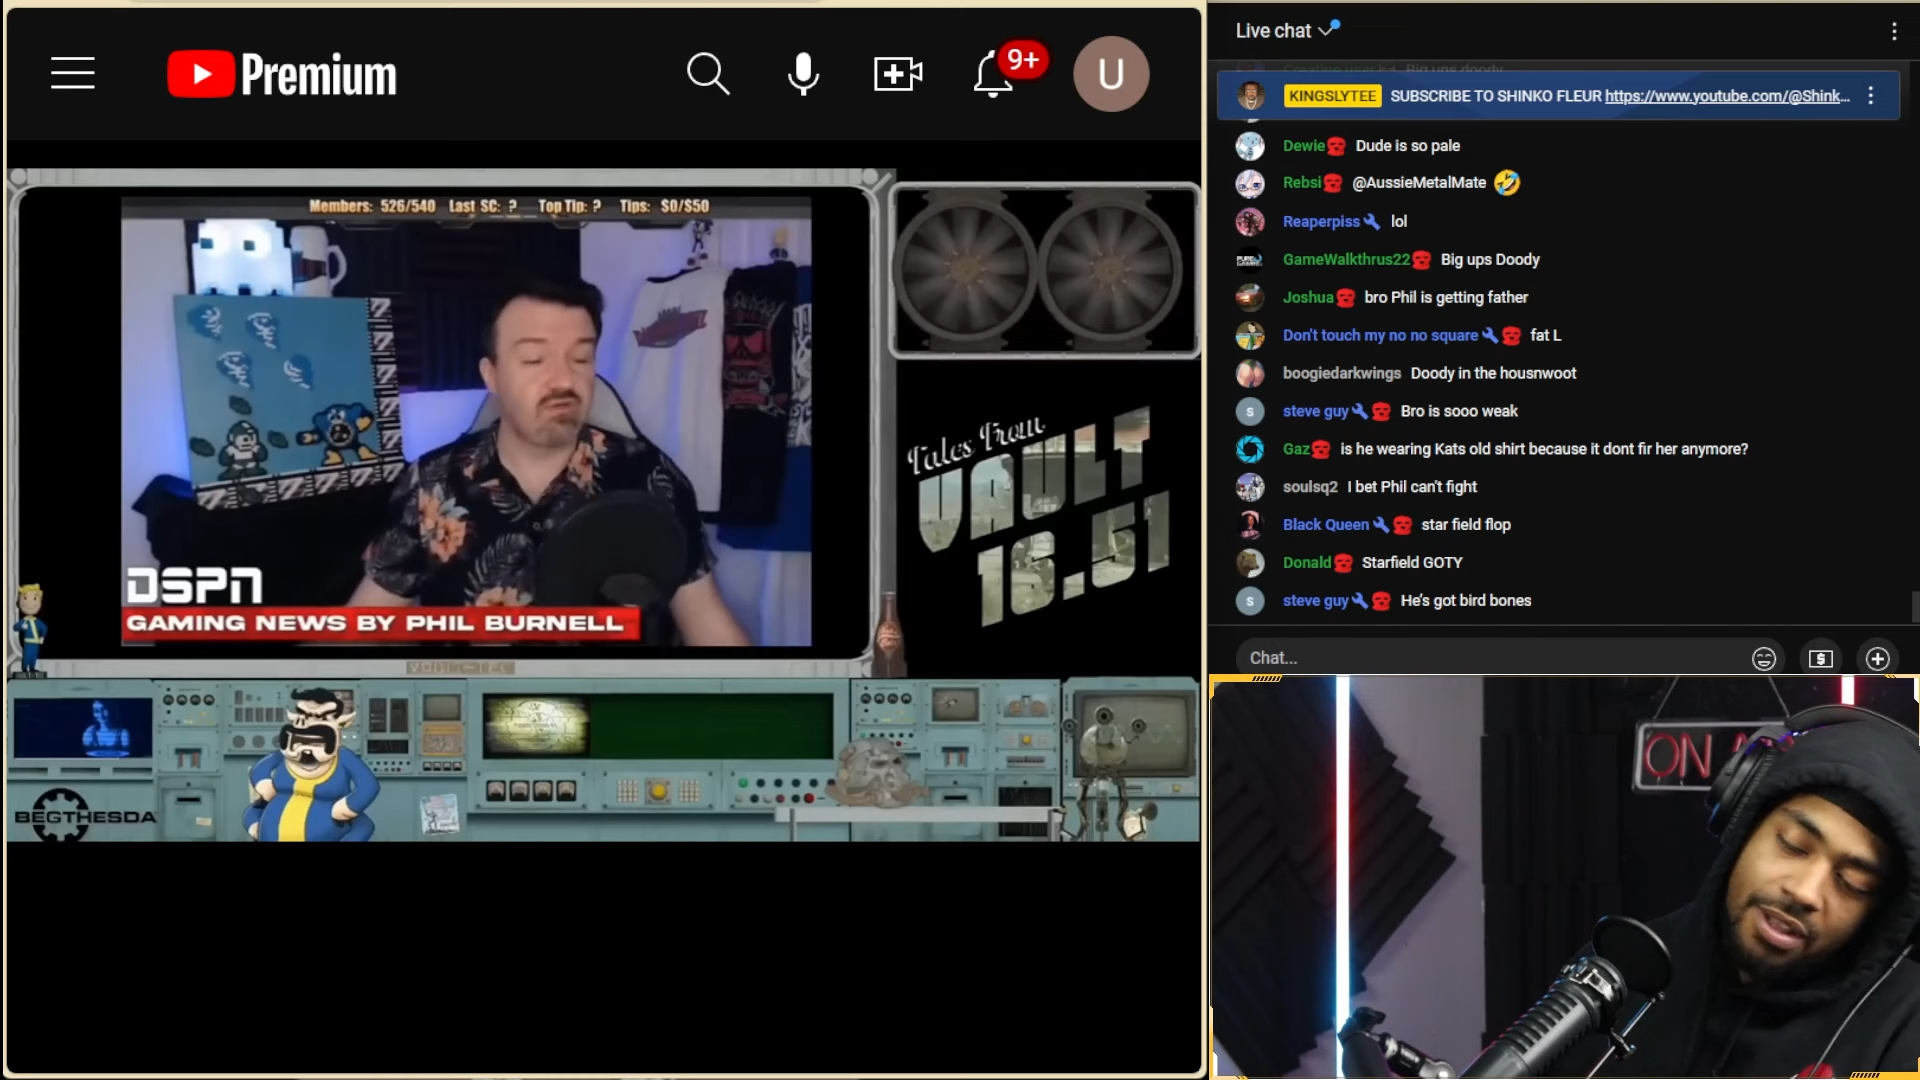 Premium
9+
U
Members: 526/540 Last SC: ? Top Tip: ? Tips: $0/$50
DSPN
GAMING NEWS BY PHIL BURNELL
VAULT-TEC
Tales From
VAULT
16.51
BEGTHESDA
Live chat
KINGSLYTEE SUBSCRIBE TO SHINKO FLEUR https://www.youtube.com/@Shink...
Dewie Dude is so pale
Rebsi @AussieMetalMate 🤣
Reaperpiss lol
GameWalkthrus22 Big ups Doody
Joshua bro Phil is getting father
Don't touch my no no square fat L
boogiedarkwings Doody in the housnwoot
S
steve guy Bro is sooo weak
Gaz is he wearing Kats old shirt because it dont fir her anymore?
soulsq2 I bet Phil can't fight
Black Queen star field flop
Donald Starfield GOTY
S
steve guy He's got bird bones
Chat...
ON